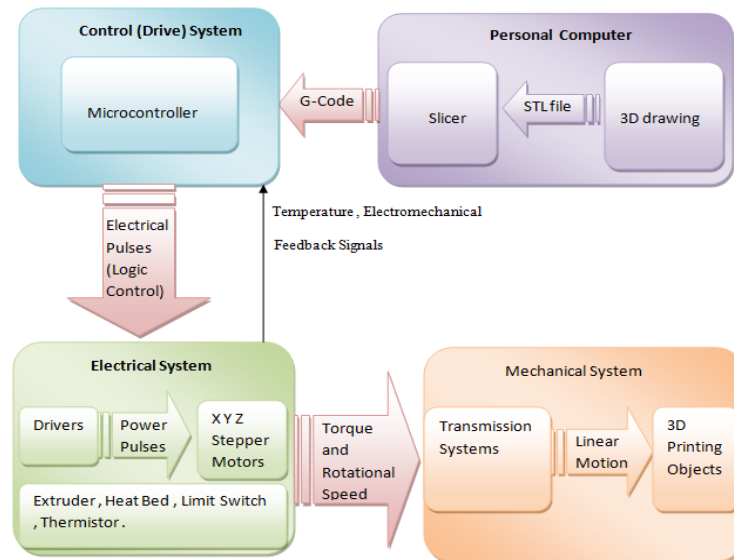 Control (Drive) System
Microcontroller
Personal Computer
G-Code
Slicer
STL file
3D drawing
Electrical
Pulses
(Logic
Control)
Temperature , Electromechanical
Feedback Signals
Electrical System
Drivers
Power
Pulses
X Y Z
Stepper
Motors
Extruder , Heat Bed , Limit Switch
, Thermistor .
Torque
and
Rotational
Speed
Mechanical System
Transmission
Systems
Linear
Motion
3D
Printing
Objects